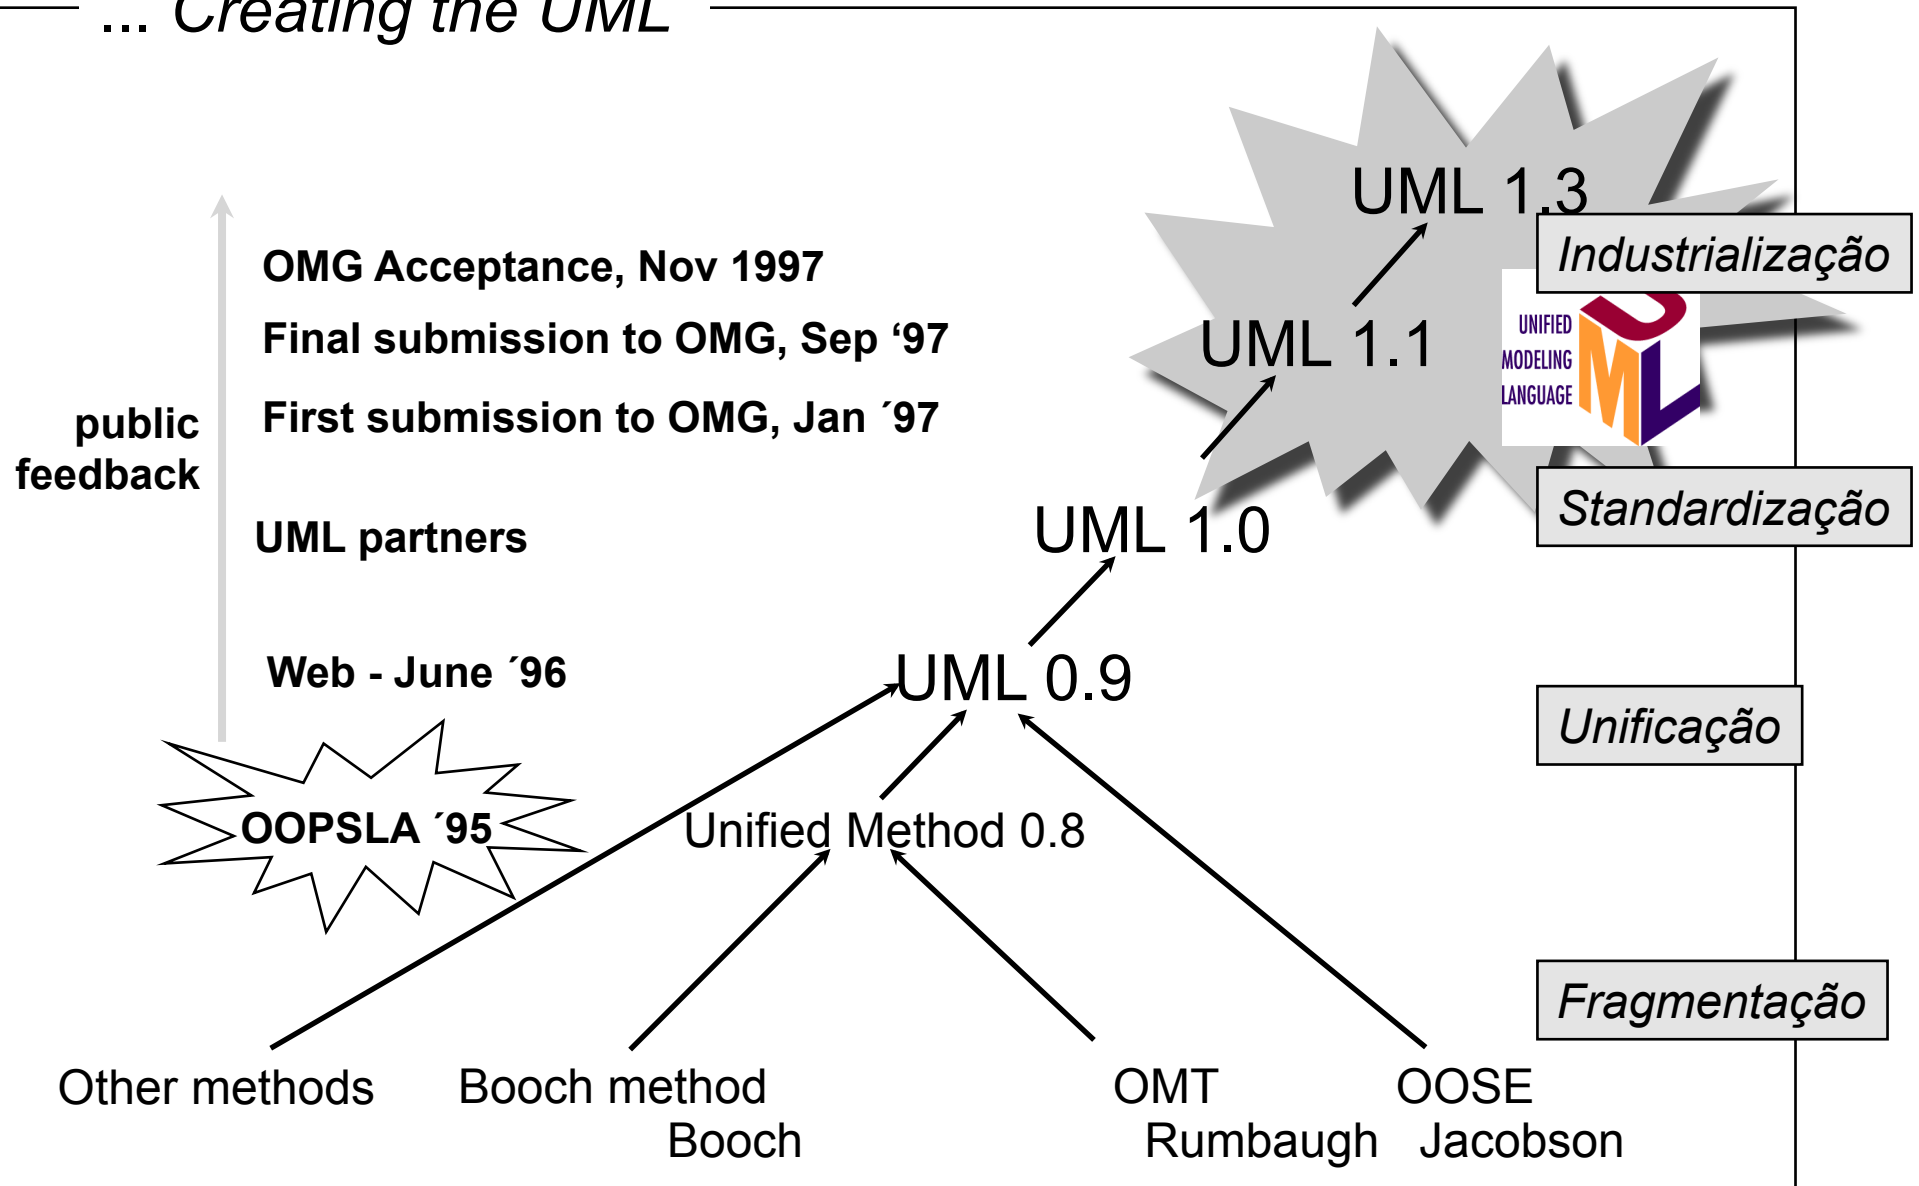 ... Creating the UML
UML 1.3
Industrialização
OMG Acceptance, Nov 1997
Final submission to OMG, Sep ‘97
UML 1.1
UNIFIED
MODELING
LANGUAGE
UML
First submission to OMG, Jan ´97
public
feedback
Standardização
UML partners
UML 1.0
Web - June ´96
UML 0.9
Unificação
OOPSLA ´95
Unified Method 0.8
Fragmentação
Other methods
Booch method
Booch
OMT
Rumbaugh
OOSE
Jacobson